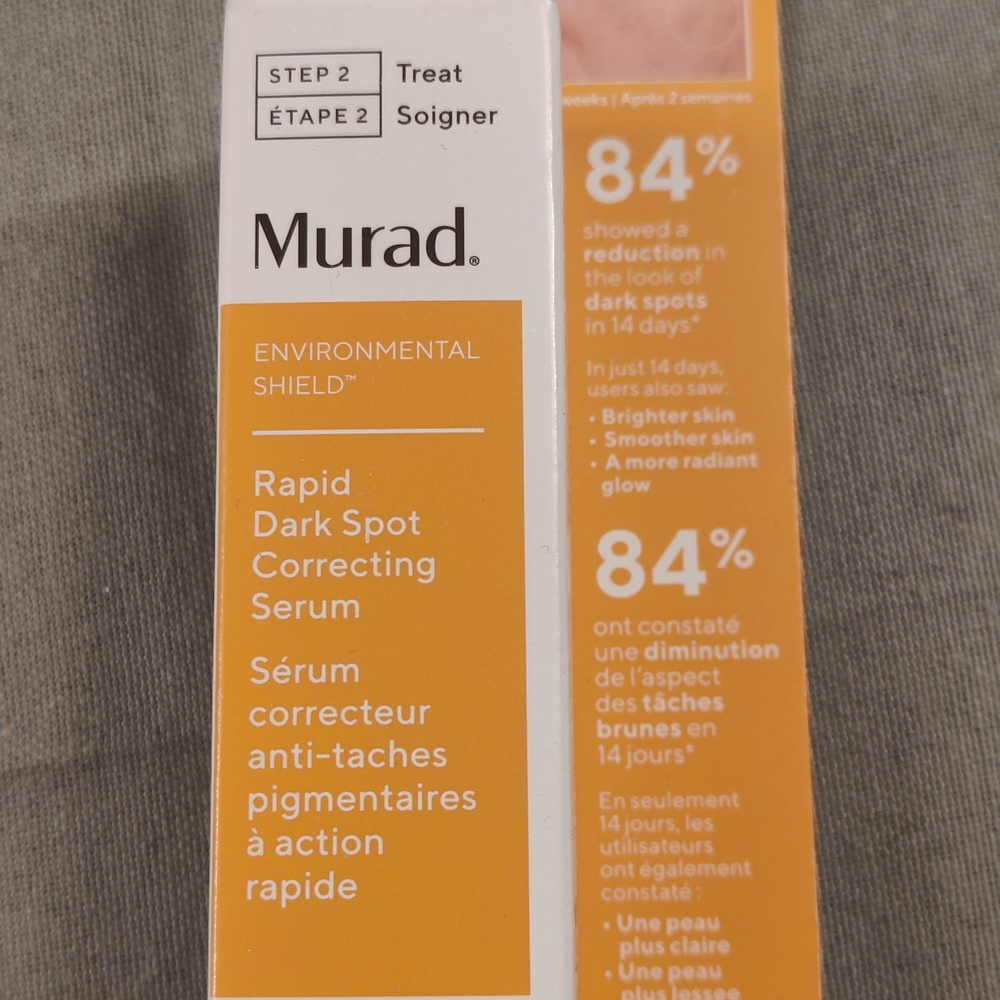 STEP 2 Treat
ÉTAPE 2 Soigner
Murad®
ENVIRONMENTAL
SHIELD™
Rapid
Dark Spot
Correcting
Serum
Sérum
correcteur
anti-taches
pigmentaires
à action
rapide
weeks | Après 2 semaines
84%
showed a
reduction in
the look of
dark spots
in 14 days*
In just 14 days,
users also saw:
• Brighter skin
• Smoother skin
• A more radiant
glow
84%
ont constaté
une diminution
de l'aspect
des tâches
brunes en
14 jours*
En seulement
14 jours, les
utilisateurs
ont également
constaté :
• Une peau
plus claire
• Une peau
plus lessee